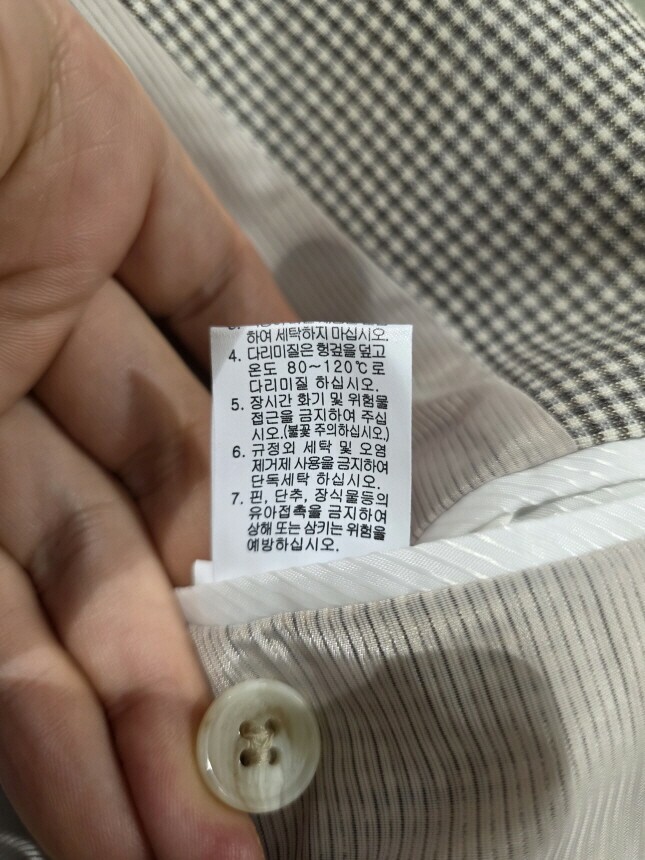 하여 세탁하지 마십시오.
4. 다리미질은 헝겊을 덮고
온도 80~120℃로
다리미질 하십시오.
5. 장시간 화기 및 위험물
접근을 금지하여 주십
시오.(불꽃 주의하십시오.)
6. 규정외 세탁 및 오염
제거제 사용을 금지하여
단독세탁 하십시오.
7. 핀, 단추, 장식물등의
유아접촉을 금지하여
상해 또는 삼키는 위험을
예방하십시오.